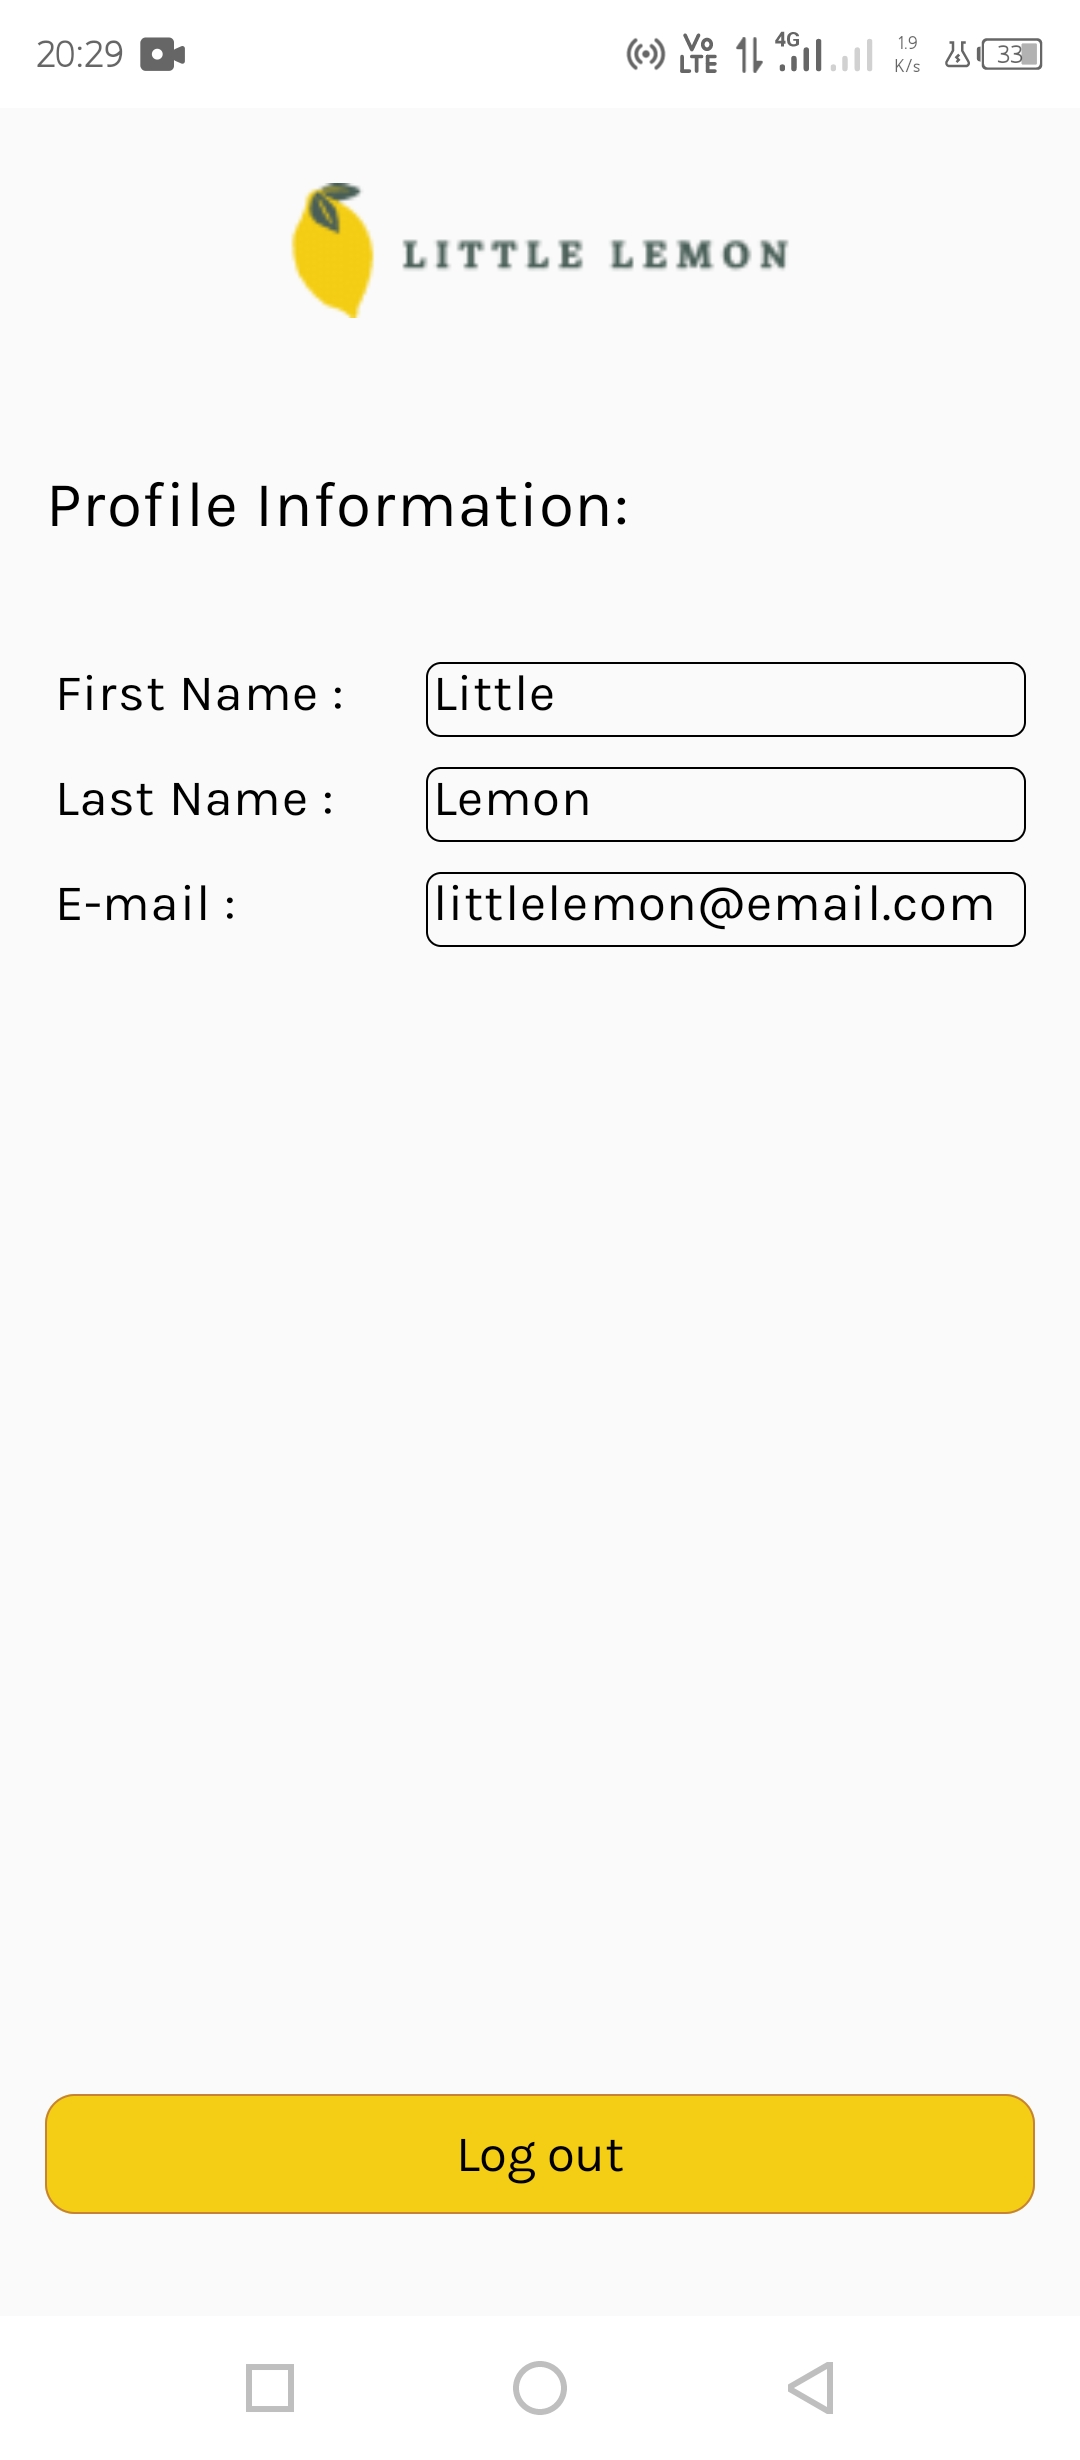 20:29 Vo LTE 4G 1.9 K/s 33
LITTLE LEMON
Profile Information:
First Name : Little
Last Name : Lemon
E-mail : littlelemon@email.com
Log out